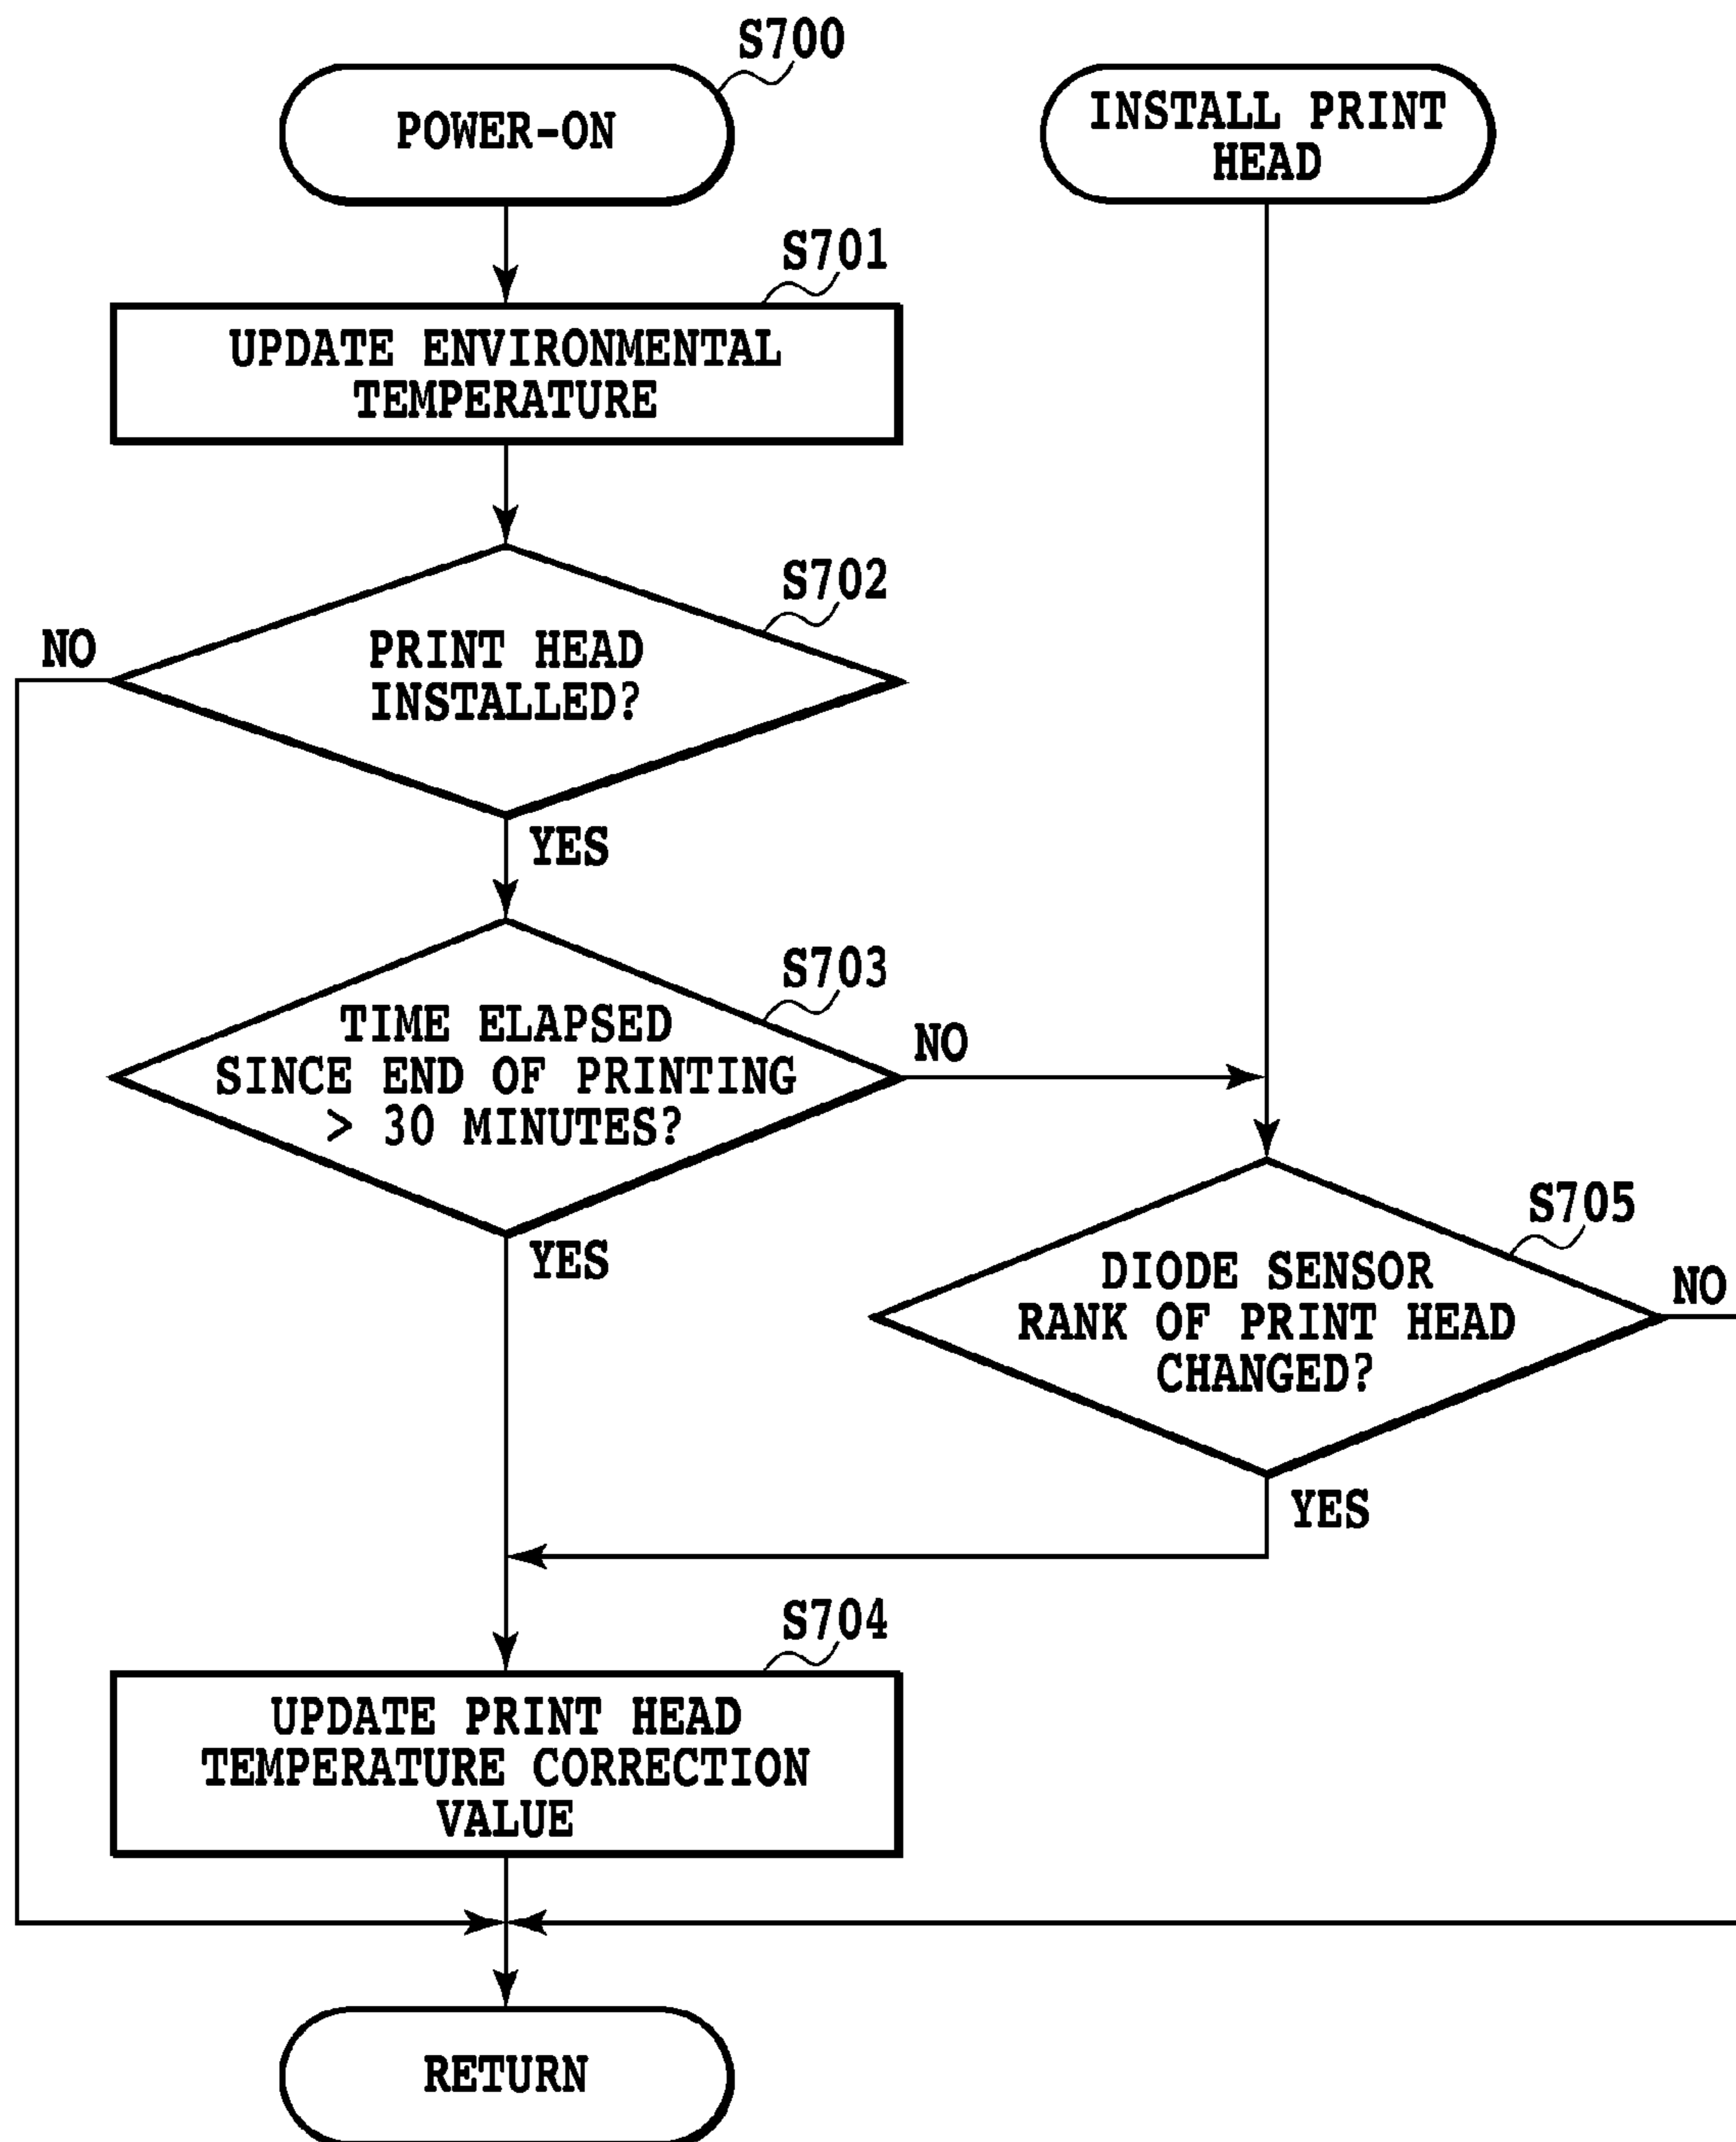 S700
POWER-ON
INSTALL PRINT
HEAD
S701
UPDATE ENVIRONMENTAL
TEMPERATURE
S702
NO
PRINT HEAD
INSTALLED?
YES
S703
TIME ELAPSED
SINCE END OF PRINTING
> 30 MINUTES?
NO
YES
S705
DIODE SENSOR
RANK OF PRINT HEAD
CHANGED?
NO
YES
S704
UPDATE PRINT HEAD
TEMPERATURE CORRECTION
VALUE
RETURN